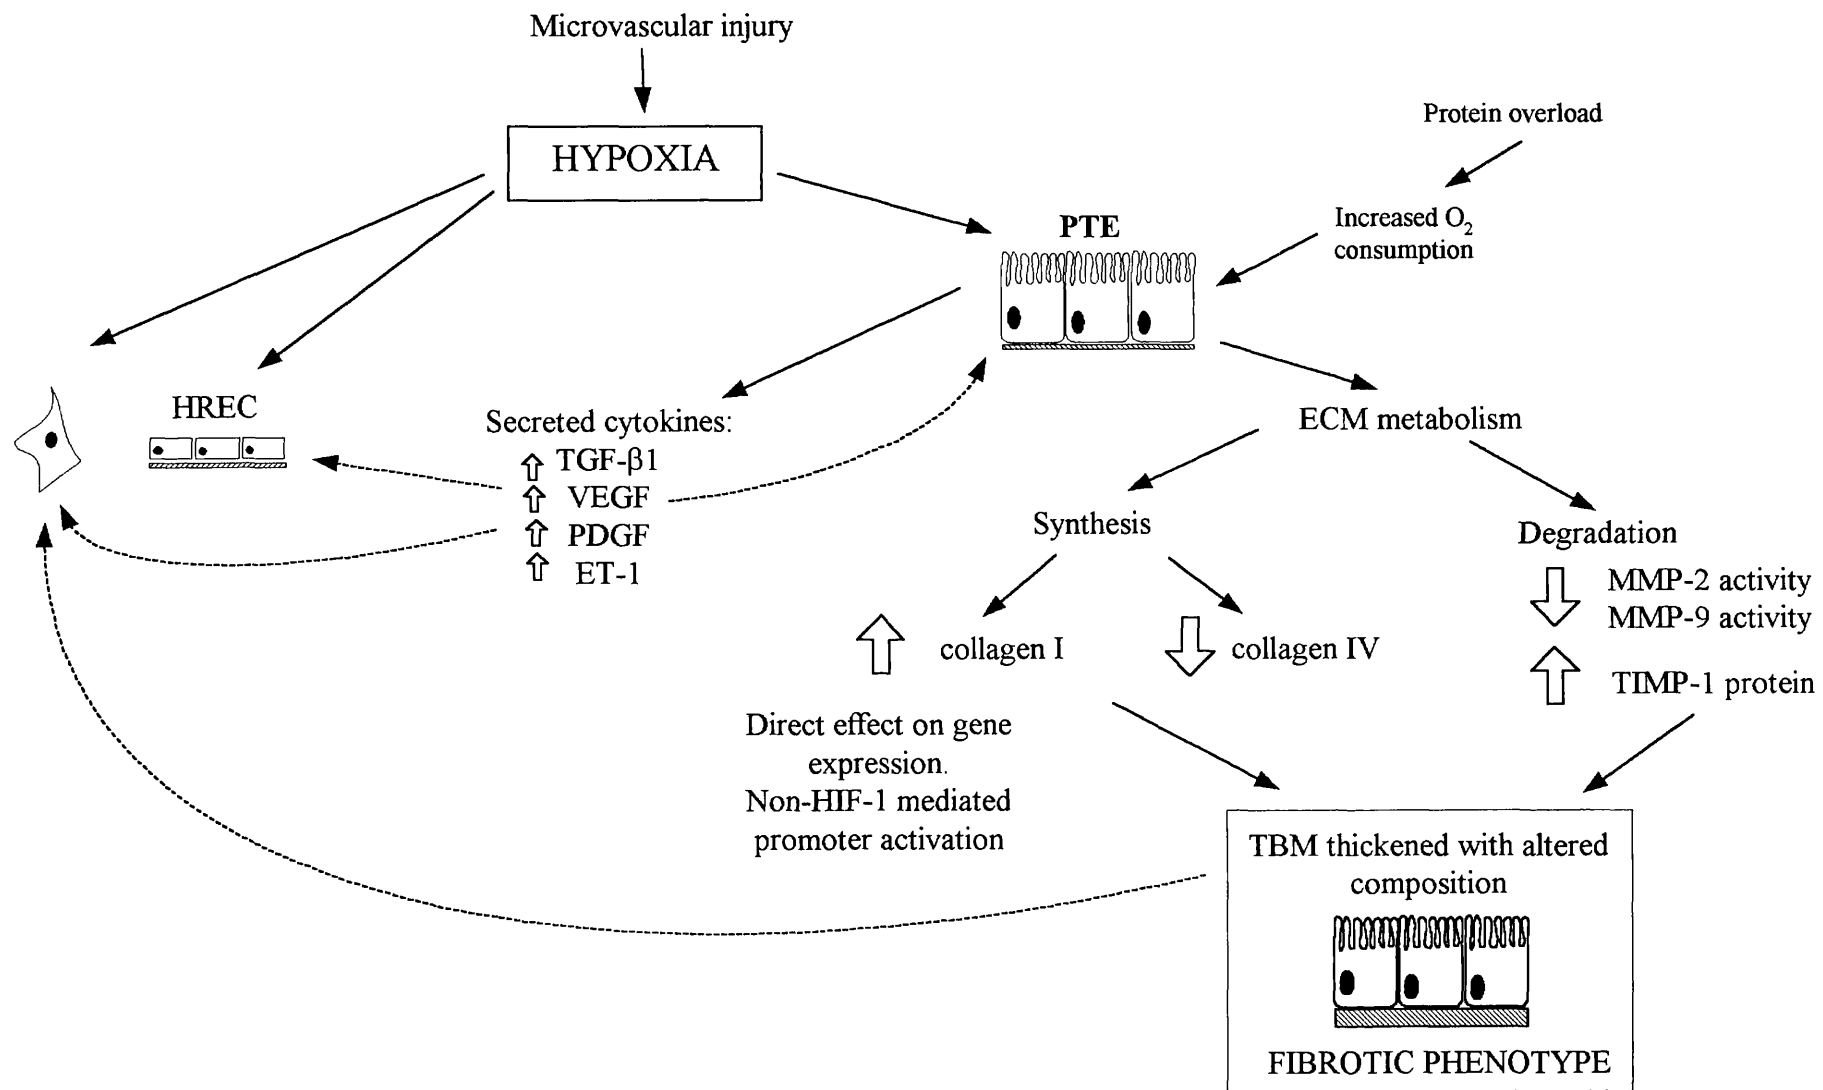 Microvascular injury
HYPOXIA
Protein overload
Increased O₂
consumption
PTE
HREC
Secreted cytokines:
TGF-β1
VEGF
PDGF
ET-1
ECM metabolism
Synthesis
Degradation
MMP-2 activity
MMP-9 activity
TIMP-1 protein
collagen I
collagen IV
Direct effect on gene
expression.
Non-HIF-1 mediated
promoter activation
TBM thickened with altered
composition
FIBROTIC PHENOTYPE